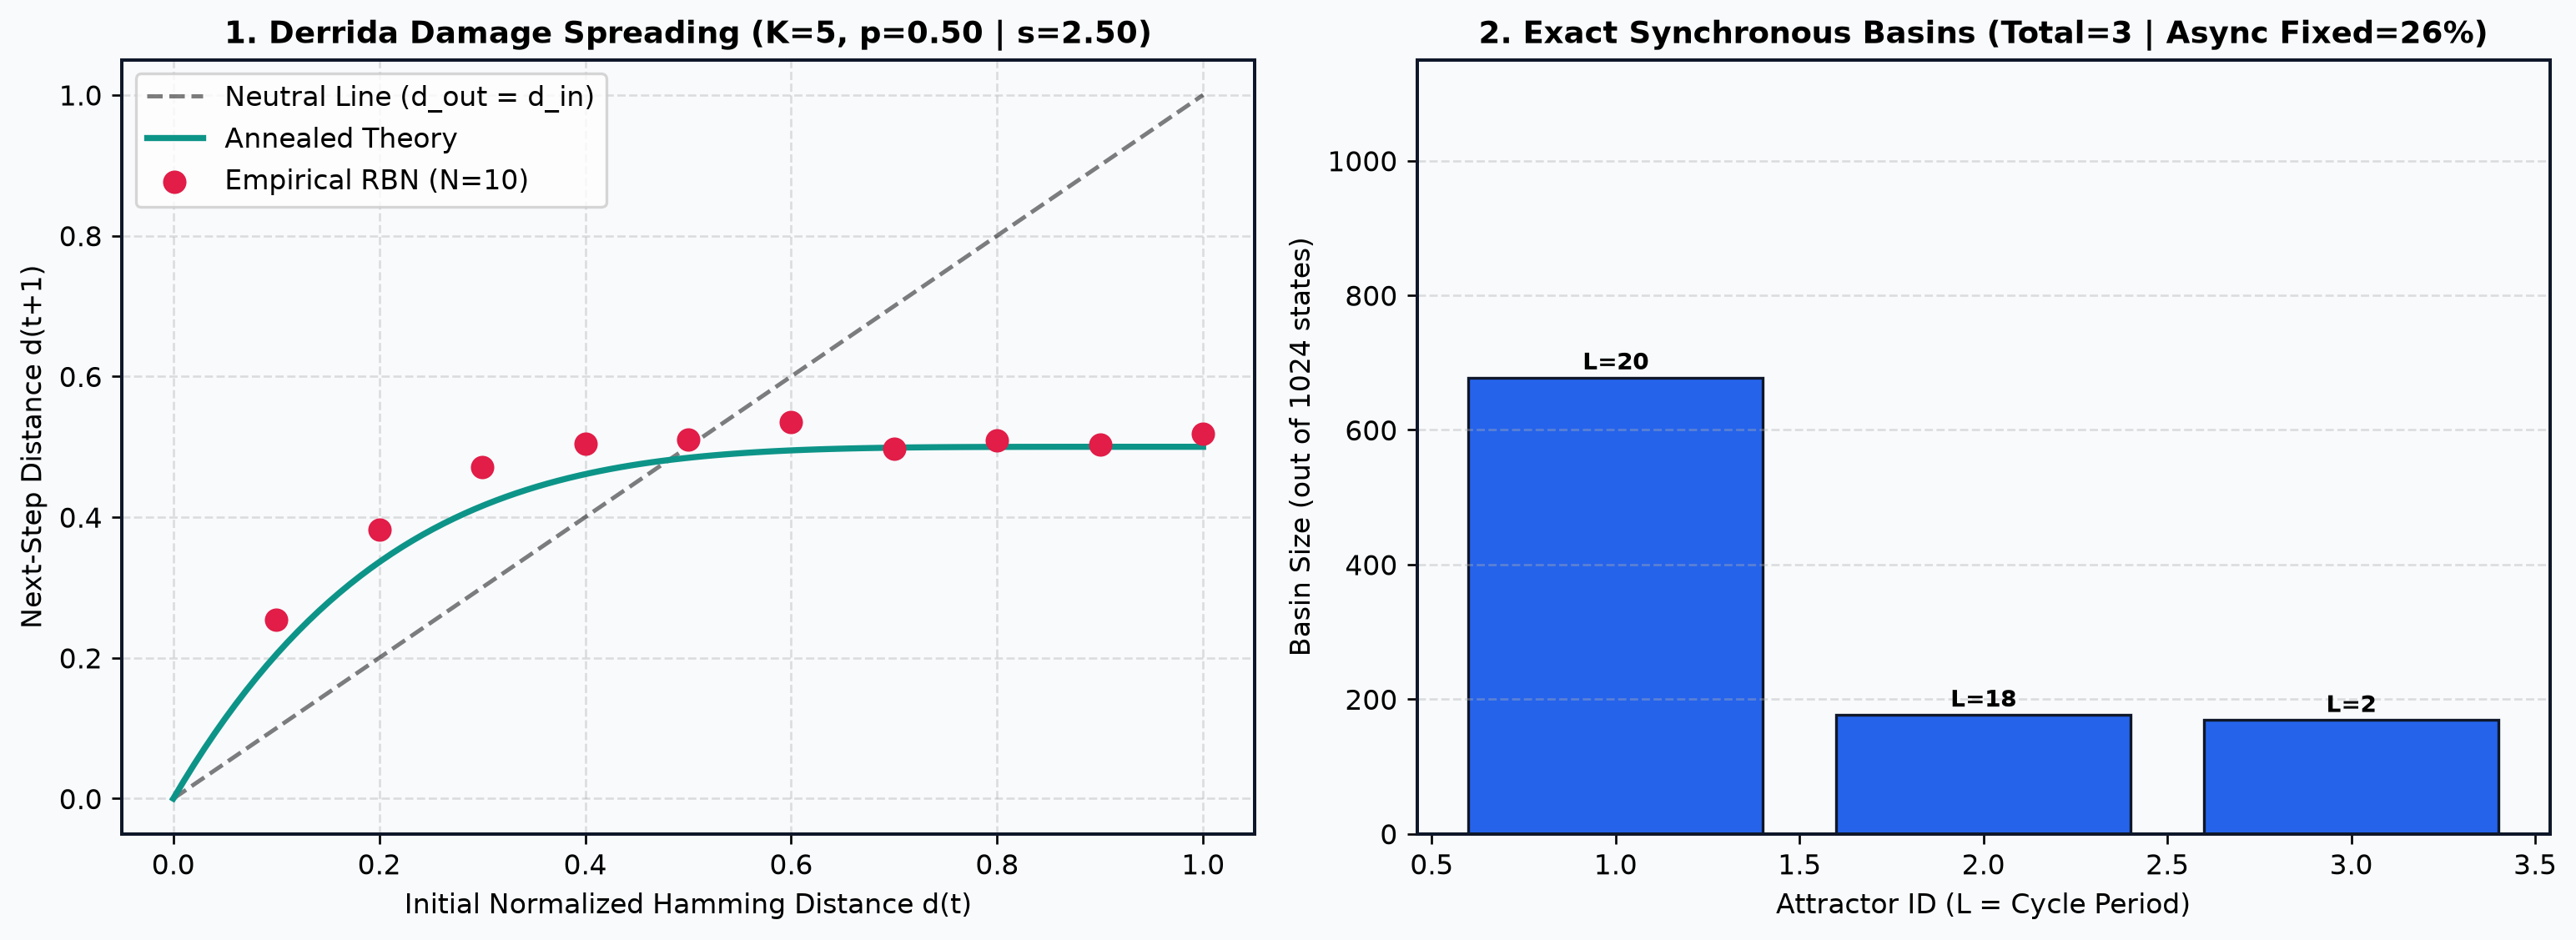 1. Derrida Damage Spreading (K=5, p=0.50 | s=2.50)
Neutral Line (d_out = d_in)
Annealed Theory
Empirical RBN (N=10)
1.0
0.8
0.6
0.4
0.2
0.0
Next-Step Distance d(t+1)
0.0 0.2 0.4 0.6 0.8 1.0
Initial Normalized Hamming Distance d(t)
2. Exact Synchronous Basins (Total=3 | Async Fixed=26%)
1000
800
600
400
200
0
Basin Size (out of 1024 states)
L=20
L=18
L=2
0.5 1.0 1.5 2.0 2.5 3.0 3.5
Attractor ID (L = Cycle Period)